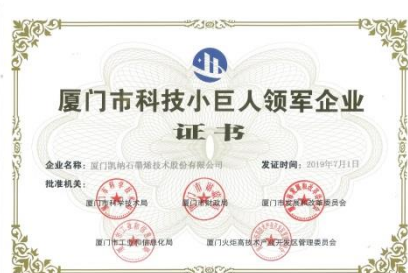 厦门市科技小巨人领军企业
证书
企业名称：厦门凯纳石墨烯技术股份有限公司 发证时间：2019年7月1日
批准机关：
厦门市科学技术局 厦门市财政局 厦门市发展和改革委员会
厦门市工业和信息化局 厦门火炬高技术产业开发区管理委员会